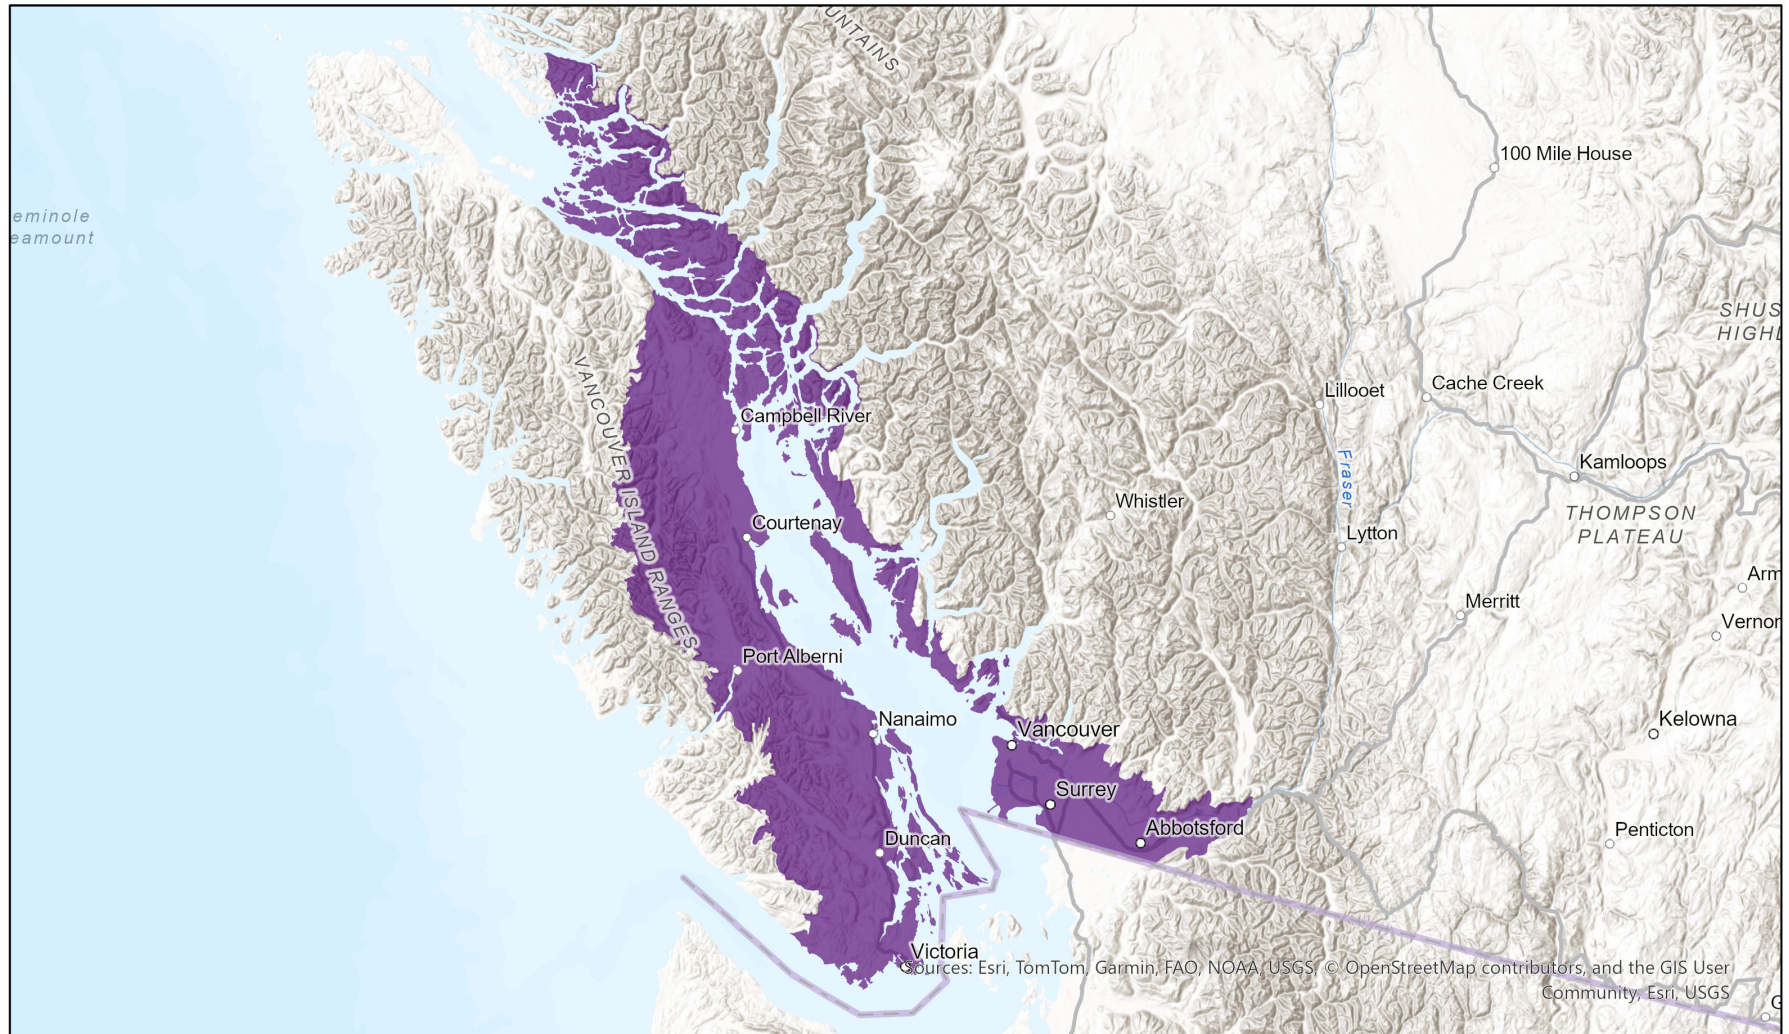 UNTAINS
100 Mile House
eminole
eamount
SHUS
HIGHL
VANCOUVER ISLAND RANGES
Lillooet
Cache Creek
Campbell River
Fraser
Kamloops
Whistler
THOMPSON
PLATEAU
Courtenay
Lytton
Arm
Merritt
Vernon
Port Alberni
Nanaimo
Vancouver
Kelowna
Surrey
Abbotsford
Penticton
Duncan
Victoria
Sources: Esri, TomTom, Garmin, FAO, NOAA, USGS, © OpenStreetMap contributors, and the GIS User
Community, Esri, USGS
G